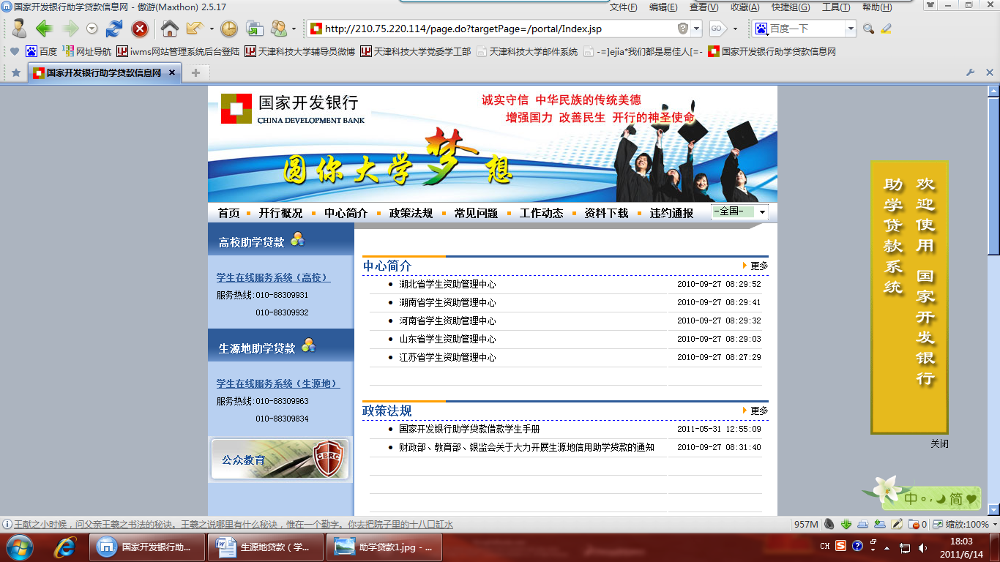 国家开发银行助学贷款信息网 - 傲游(Maxthon) 2.5.17
文件(F) 编辑(E) 查看(V) 收藏(A) 快捷组(G) 工具(T) 帮助(H)
http://210.75.220.114/page.do?targetPage=/portal/Index.jsp
GO
百度一下
百度 网址导航 iwms网站管理系统后台登陆 天津科技大学辅导员微博 天津科技大学党委学工部 天津科技大学邮件系统 -=]ejia*我们都是易佳人[=- 国家开发银行助学贷款信息网
国家开发银行助学贷款信息网
国家开发银行
CHINA DEVELOPMENT BANK
诚实守信 中华民族的传统美德
增强国力 改善民生 开行的神圣使命
圆你大学梦想
首页 开行概况 中心简介 政策法规 常见问题 工作动态 资料下载 违约通报 -全国-
高校助学贷款
学生在线服务系统（高校）
服务热线:010-88309931
010-88309932
生源地助学贷款
学生在线服务系统（生源地）
服务热线:010-88309963
010-88309834
公众教育
CBRC
中心简介 更多
湖北省学生资助管理中心 2010-09-27 08:29:52
湖南省学生资助管理中心 2010-09-27 08:29:41
河南省学生资助管理中心 2010-09-27 08:29:32
山东省学生资助管理中心 2010-09-27 08:29:03
江苏省学生资助管理中心 2010-09-27 08:27:29
政策法规 更多
国家开发银行助学贷款借款学生手册 2011-05-31 12:55:09
财政部、教育部、银监会关于大力开展生源地信用助学贷款的通知 2010-09-27 08:31:40
欢迎使用 国家开发银行
助学贷款系统
关闭
中 简
王献之小时候，问父亲王羲之书法的秘诀。王羲之说哪里有什么秘诀，惟在一个勤字。你去把院子里的十八口缸水
957M 0 缩放:100%
国家开发银行助... 生源地贷款（学... 助学贷款1.jpg - ...
CH
18:03
2011/6/14